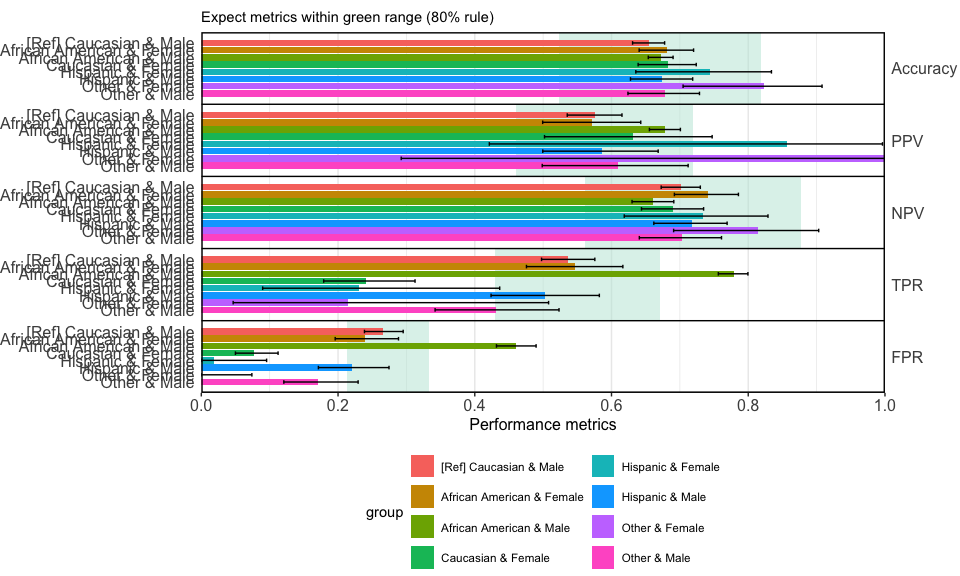 Expect metrics within green range (80% rule)
[Ref] Caucasian & Male
African American & Female
African American & Male
Caucasian & Female
Hispanic & Female
Hispanic & Male
Other & Female
Other & Male
Accuracy
[Ref] Caucasian & Male
African American & Female
African American & Male
Caucasian & Female
Hispanic & Female
Hispanic & Male
Other & Female
Other & Male
PPV
[Ref] Caucasian & Male
African American & Female
African American & Male
Caucasian & Female
Hispanic & Female
Hispanic & Male
Other & Female
Other & Male
NPV
[Ref] Caucasian & Male
African American & Female
African American & Male
Caucasian & Female
Hispanic & Female
Hispanic & Male
Other & Female
Other & Male
TPR
[Ref] Caucasian & Male
African American & Female
African American & Male
Caucasian & Female
Hispanic & Female
Hispanic & Male
Other & Female
Other & Male
FPR
0.0 0.2 0.4 0.6 0.8 1.0
Performance metrics
group
[Ref] Caucasian & Male
African American & Female
African American & Male
Caucasian & Female
Hispanic & Female
Hispanic & Male
Other & Female
Other & Male